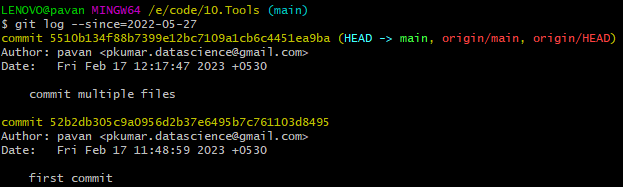 LENOVO@pavan MINGW64 /e/code/10.Tools (main)
$ git log --since=2022-05-27
commit 5510b134f88b7399e12bc7109a1cb6c4451ea9ba (HEAD -> main, origin/main, origin/HEAD)
Author: pavan <pkumar.datascience@gmail.com>
Date:   Fri Feb 17 12:17:47 2023 +0530
    commit multiple files
commit 52b2db305c9a0956d2b37e6495b7c761103d8495
Author: pavan <pkumar.datascience@gmail.com>
Date:   Fri Feb 17 11:48:59 2023 +0530
    first commit